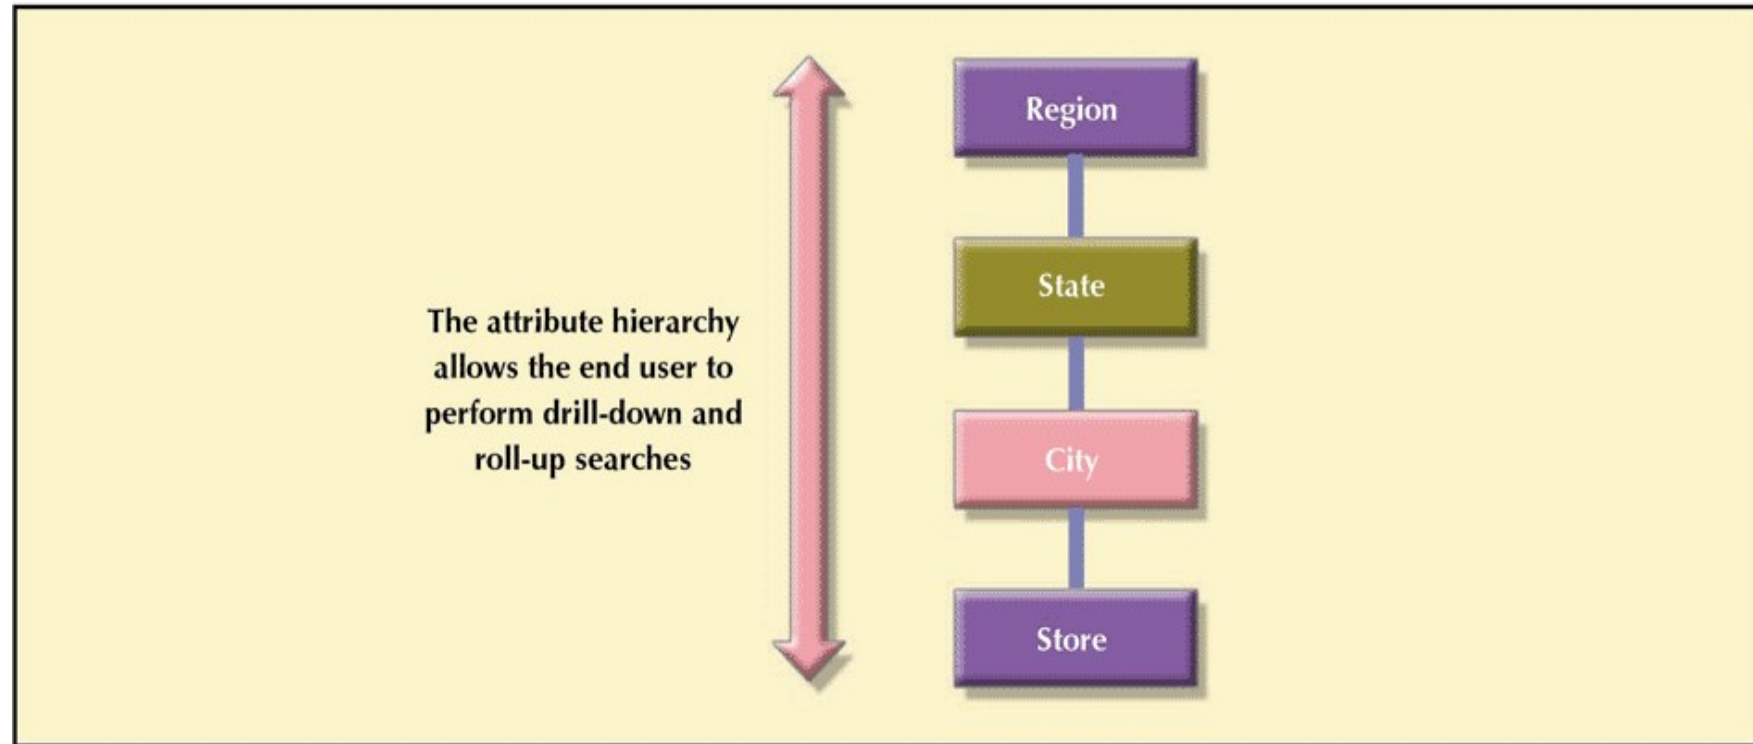 Region
State
The attribute hierarchy
allows the end user to
perform drill-down and
roll-up searches
City
Store